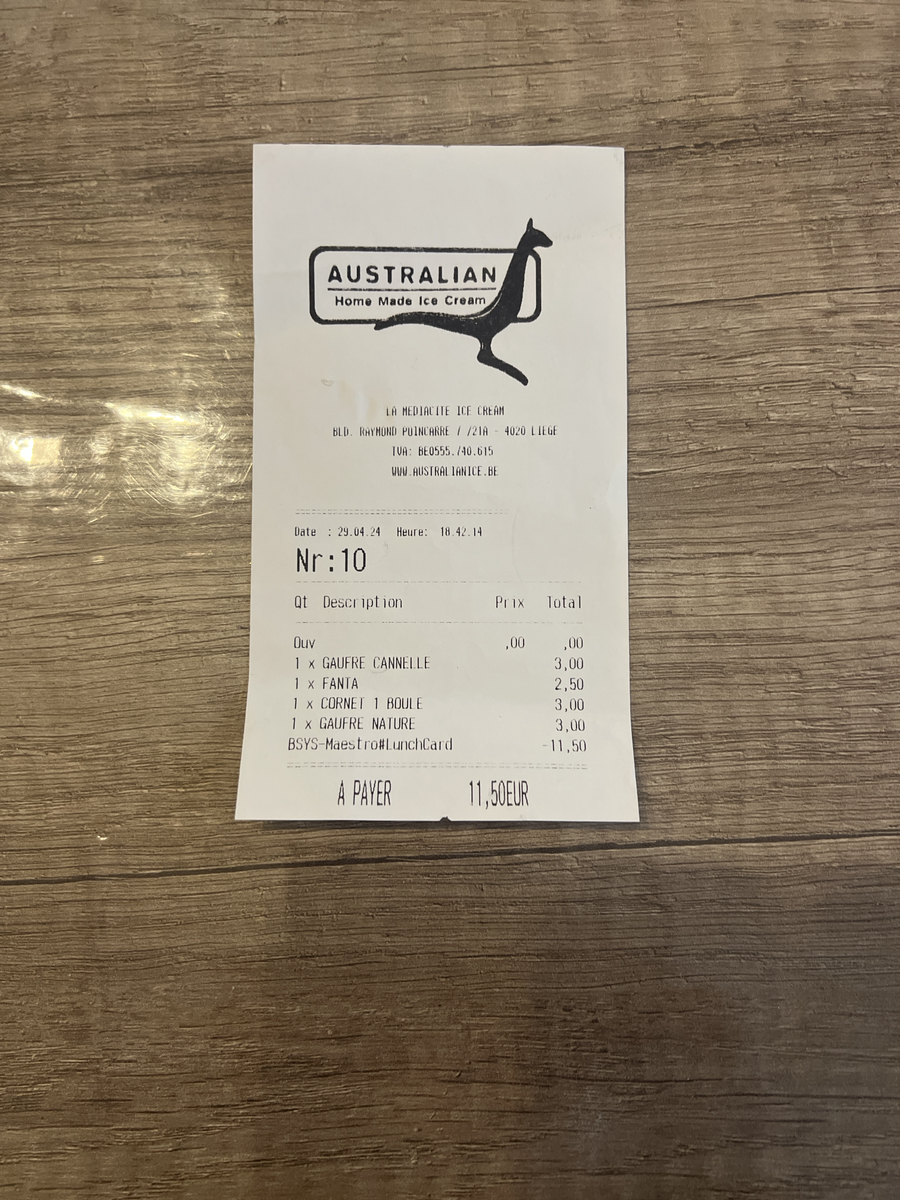 AUSTRALIAN
Home Made Ice Cream
LA MEDIACITE ICE CREAM
BLD. RAYMOND POINCARRE 7 /21A - 4020 LIEGE
TVA: BE0555.740.615
WWW.AUSTRALIANICE.BE
Date : 29.04.24 Heure: 18.42.14
Nr:10
Qt Description Prix Total
Ouv ,00 ,00
1 x GAUFRE CANNELLE 3,00
1 x FANTA 2,50
1 x CORNET 1 BOULE 3,00
1 x GAUFRE NATURE 3,00
BSYS-Maestro#LunchCard -11,50
A PAYER 11,50EUR